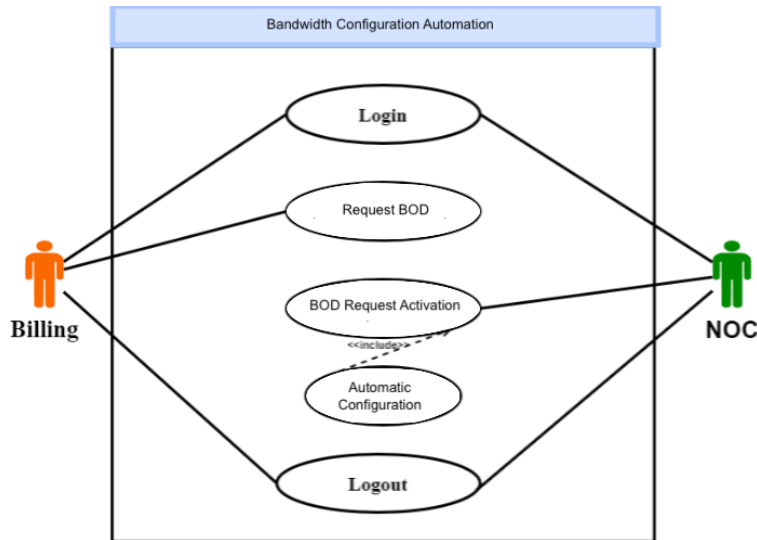 Bandwidth Configuration Automation
Login
Request BOD
BOD Request Activation
<<include>>
Billing
NOC
Automatic
Configuration
Logout